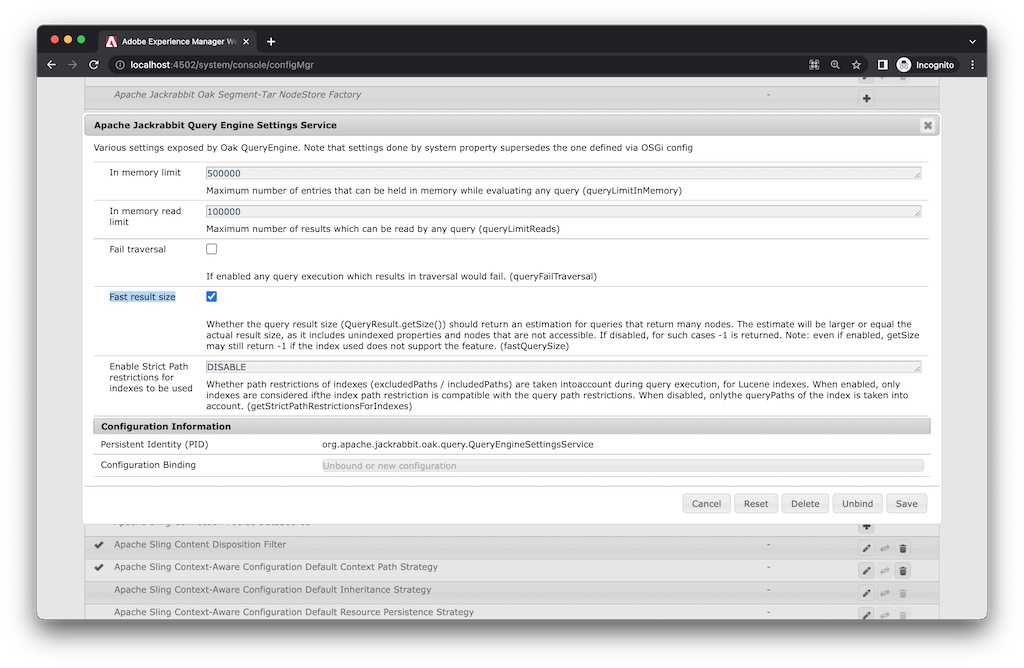 Adobe Experience Manager We
localhost:4502/system/console/configMgr
Incognito
Apache Jackrabbit Oak Segment-Tar NodeStore Factory -
Apache Jackrabbit Query Engine Settings Service
Various settings exposed by Oak QueryEngine. Note that settings done by system property supersedes the one defined via OSGi config
In memory limit
500000
Maximum number of entries that can be held in memory while evaluating any query (queryLimitInMemory)
In memory read
limit
100000
Maximum number of results which can be read by any query (queryLimitReads)
Fail traversal
If enabled any query execution which results in traversal would fail. (queryFailTraversal)
Fast result size
Whether the query result size (QueryResult.getSize()) should return an estimation for queries that return many nodes. The estimate will be larger or equal the
actual result size, as it includes unindexed properties and nodes that are not accessible. If disabled, for such cases -1 is returned. Note: even if enabled, getSize
may still return -1 if the index used does not support the feature. (fastQuerySize)
Enable Strict Path
restrictions for
indexes to be used
DISABLE
Whether path restrictions of indexes (excludedPaths / includedPaths) are taken intoaccount during query execution, for Lucene indexes. When enabled, only
indexes are considered ifthe index path restriction is compatible with the query path restrictions. When disabled, onlythe queryPaths of the index is taken into
account. (getStrictPathRestrictionsForIndexes)
Configuration Information
Persistent Identity (PID)
org.apache.jackrabbit.oak.query.QueryEngineSettingsService
Configuration Binding
Unbound or new configuration
Cancel
Reset
Delete
Unbind
Save
Apache Sling Content Disposition Filter -
Apache Sling Context-Aware Configuration Default Context Path Strategy -
Apache Sling Context-Aware Configuration Default Inheritance Strategy -
Apache Sling Context-Aware Configuration Default Resource Persistence Strategy -